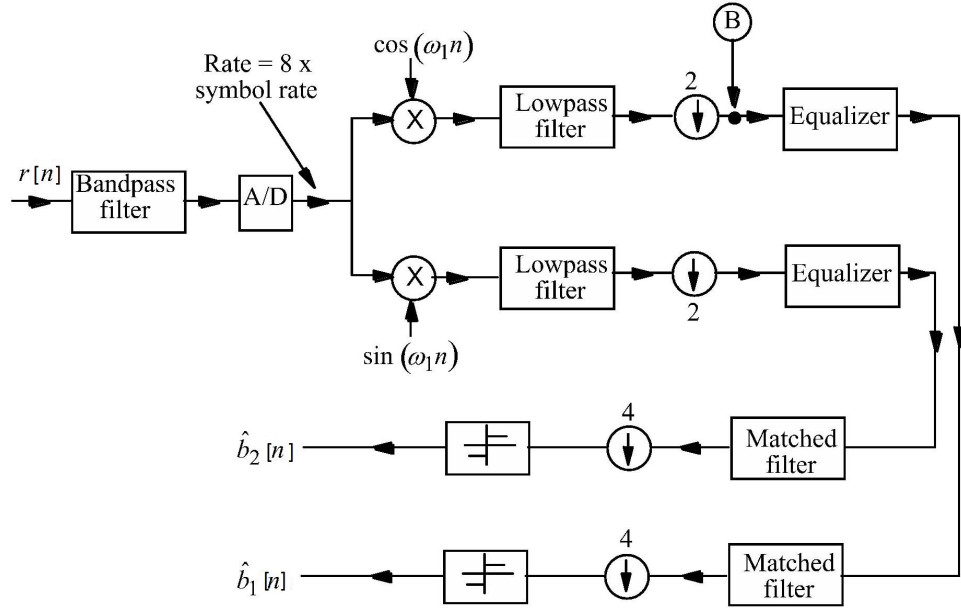 B
cos (ω₁n)
Rate = 8 x
symbol rate
2
X
Lowpass
filter
Equalizer
r[n]
Bandpass
filter
A/D
X
Lowpass
filter
2
Equalizer
sin (ω₁n)
4
b̂₂[n]
Matched
filter
4
b̂₁[n]
Matched
filter